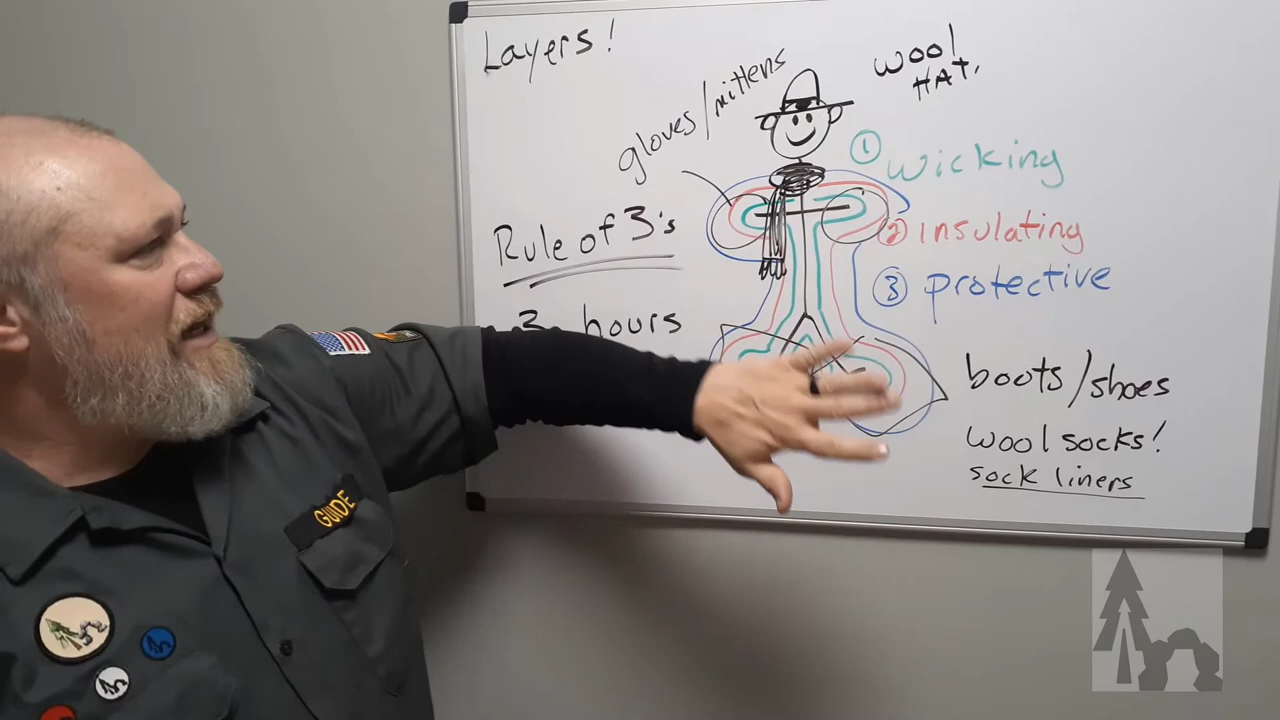 Layers!
wool
HAT.
gloves/mittens
① wicking
Rule of 3's
② insulating
③ protective
3 hours
boots/shoes
wool socks!
sock liners
GUIDE